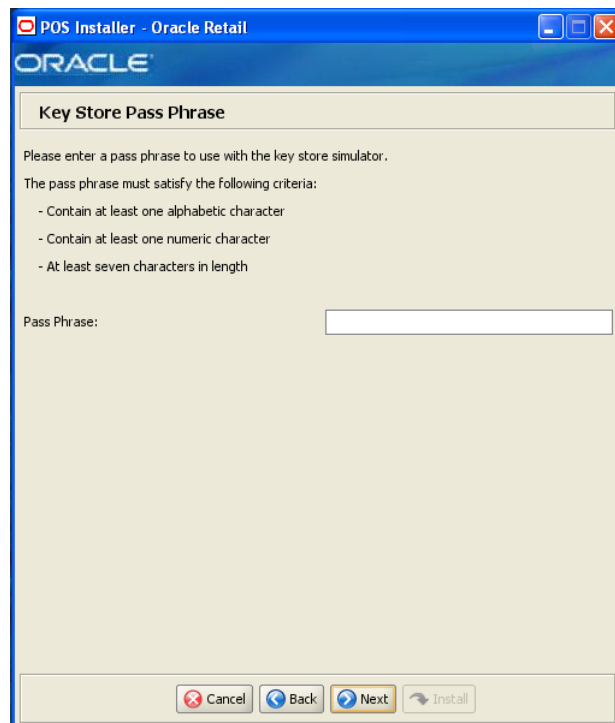 POS Installer - Oracle Retail
ORACLE
Key Store Pass Phrase
Please enter a pass phrase to use with the key store simulator.
The pass phrase must satisfy the following criteria:
- Contain at least one alphabetic character
- Contain at least one numeric character
- At least seven characters in length
Pass Phrase:
Cancel Back Next Install